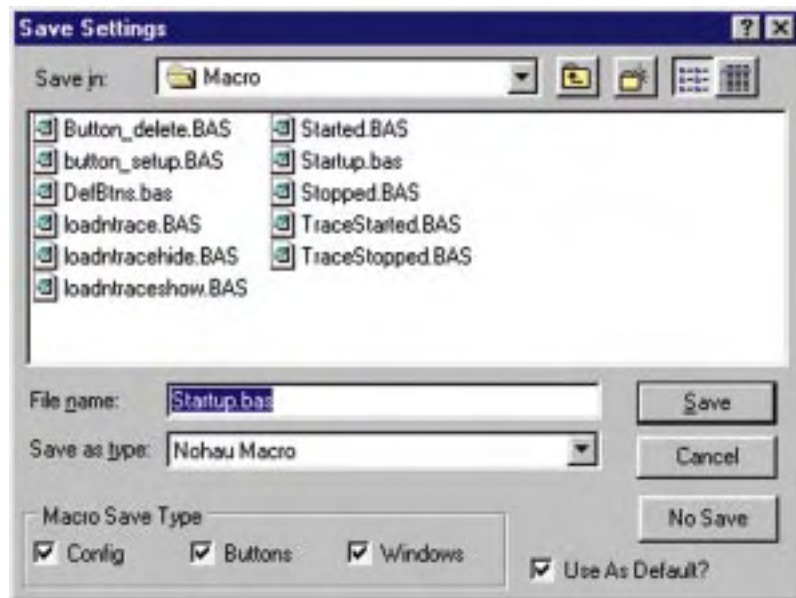 Save Settings
Save in: Macro
Button_delete.BAS
button_setup.BAS
DefBtns.bas
loadntrace.BAS
loadntracehide.BAS
loadntraceshow.BAS
Started.BAS
Startup.bas
Stopped.BAS
TraceStarted.BAS
TraceStopped.BAS
File name: Startup.bas
Save
Save as type: Nohau Macro
Cancel
No Save
Macro Save Type
Config Buttons Windows
Use As Default?